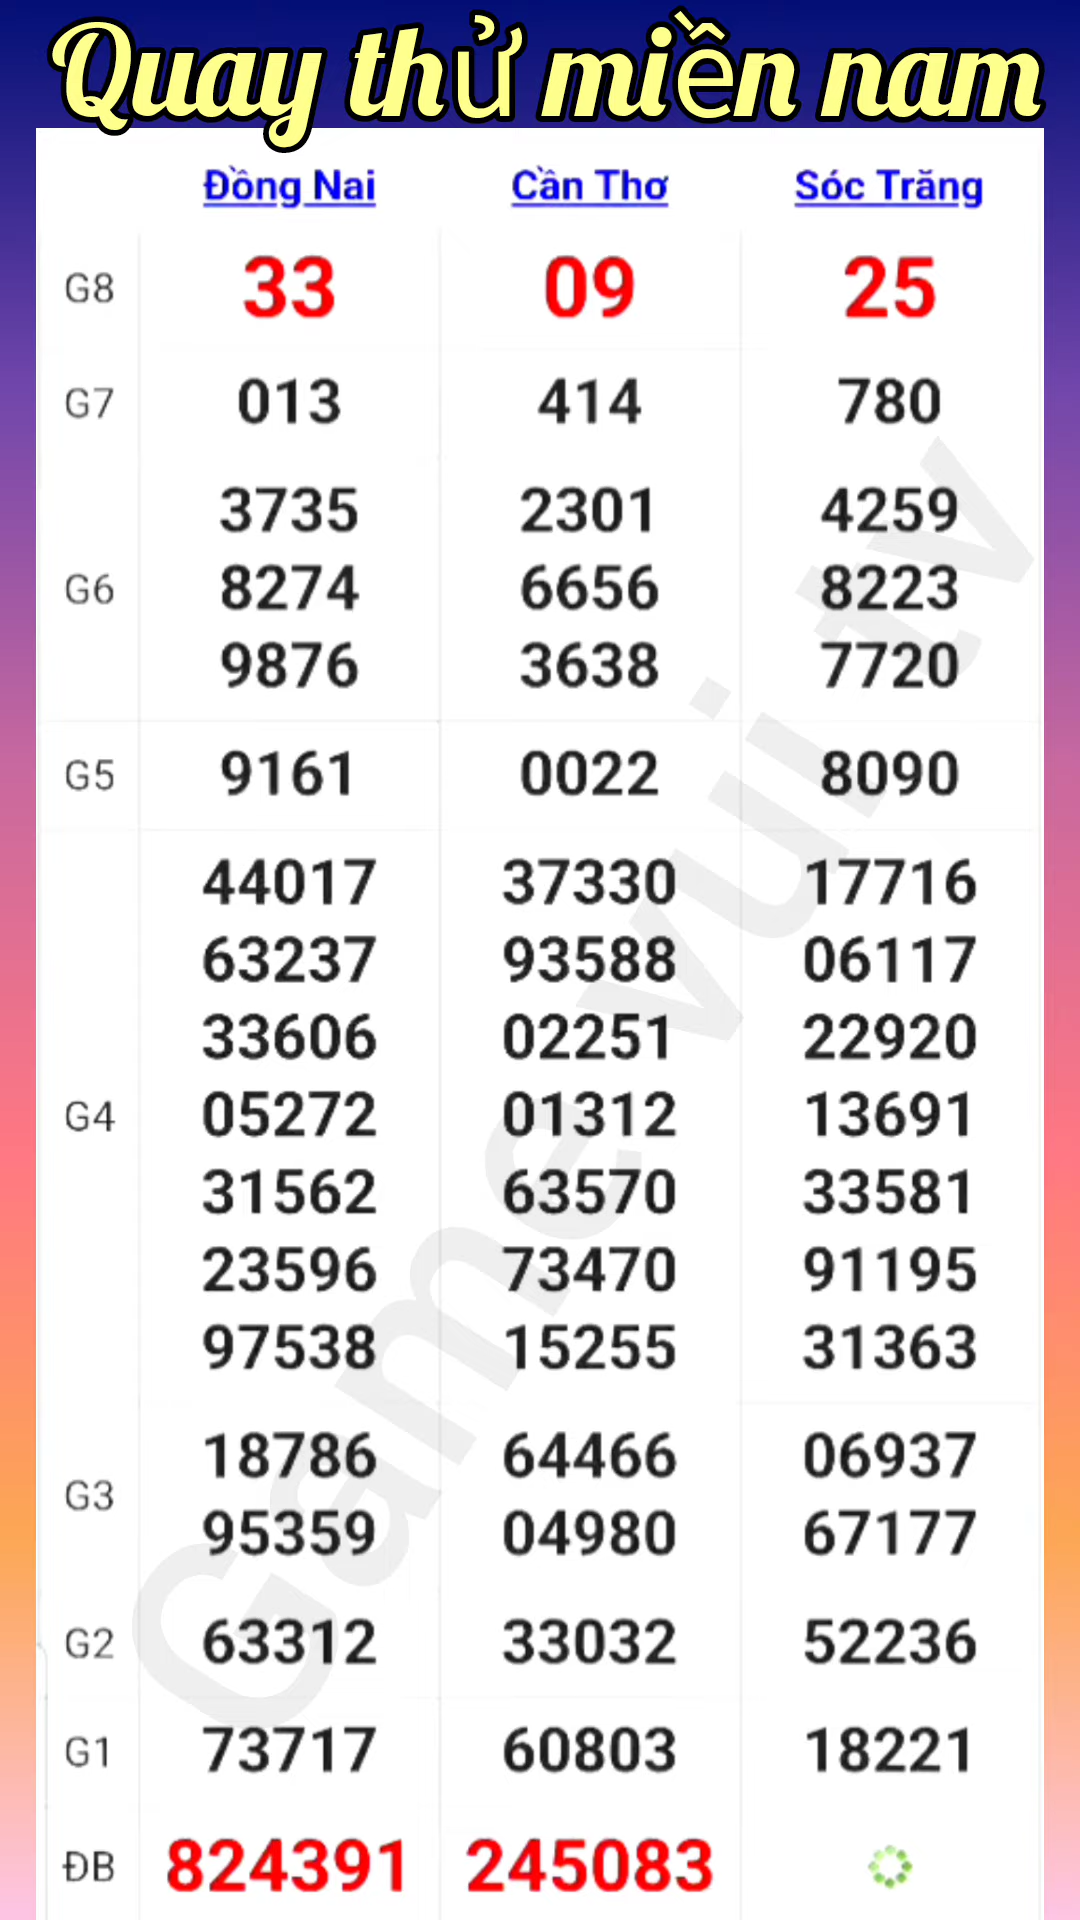 Quay thử miền nam
Đồng Nai Cần Thơ Sóc Trăng
G8 33 09 25
G7 013 414 780
3735 2301 4259
G6 8274 6656 8223
9876 3638 7720
G5 9161 0022 8090
44017 37330 17716
63237 93588 06117
33606 02251 22920
G4 05272 01312 13691
31562 63570 33581
23596 73470 91195
97538 15255 31363
18786 64466 06937
G3
95359 04980 67177
G2 63312 33032 52236
G1 73717 60803 18221
ĐB 824391 245083
Game vui tv